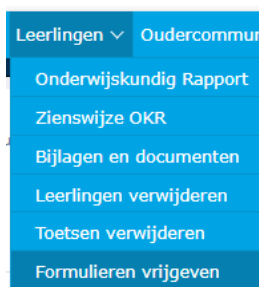 Leerlingen
Onderwijskundig Rapport
Zienswijze OKR
Bijlagen en documenten
Leerlingen verwijderen
Toetsen verwijderen
Formulieren vrijgeven